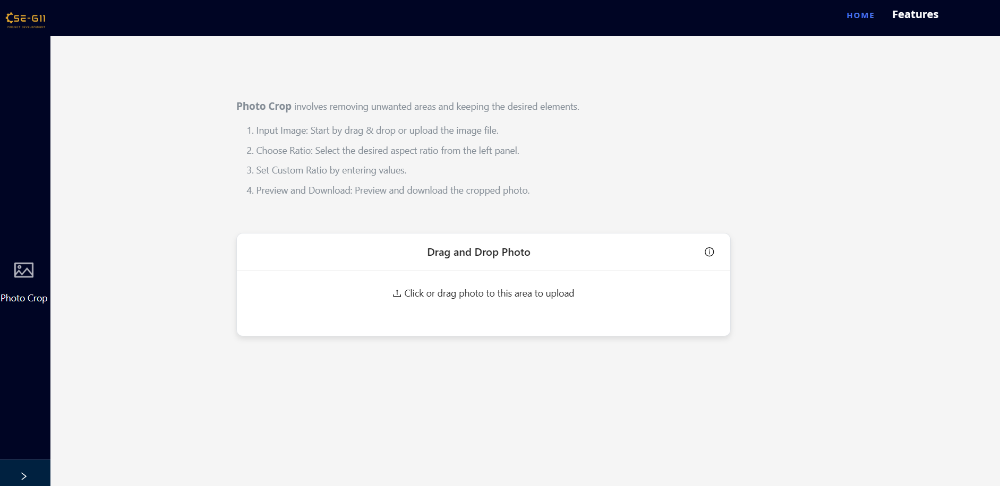 CSE-G11
PROJECT DEVELOPEMENT
HOME
Features
Photo Crop involves removing unwanted areas and keeping the desired elements.
1. Input Image: Start by drag & drop or upload the image file.
2. Choose Ratio: Select the desired aspect ratio from the left panel.
3. Set Custom Ratio by entering values.
4. Preview and Download: Preview and download the cropped photo.
Drag and Drop Photo
Click or drag photo to this area to upload
Photo Crop